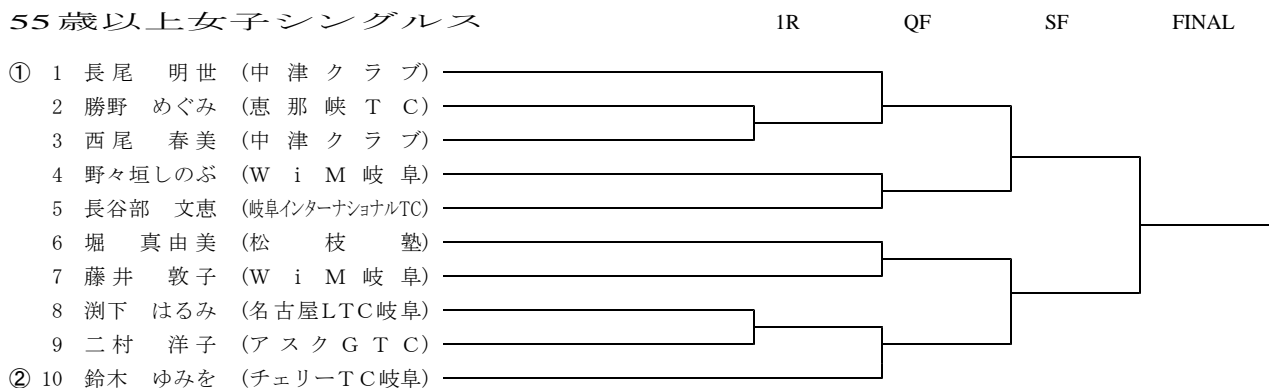 55歳以上女子シングルス 1R QF SF FINAL
① 1 長尾 明世 (中津クラブ)
2 勝野 めぐみ (恵那峡TC)
3 西尾 春美 (中津クラブ)
4 野々垣しのぶ (WiM岐阜)
5 長谷部 文恵 (岐阜インターナショナルTC)
6 堀 真由美 (松枝塾)
7 藤井 敦子 (WiM岐阜)
8 渕下 はるみ (名古屋LTC岐阜)
9 二村 洋子 (アスクGTC)
② 10 鈴木 ゆみを (チェリーTC岐阜)